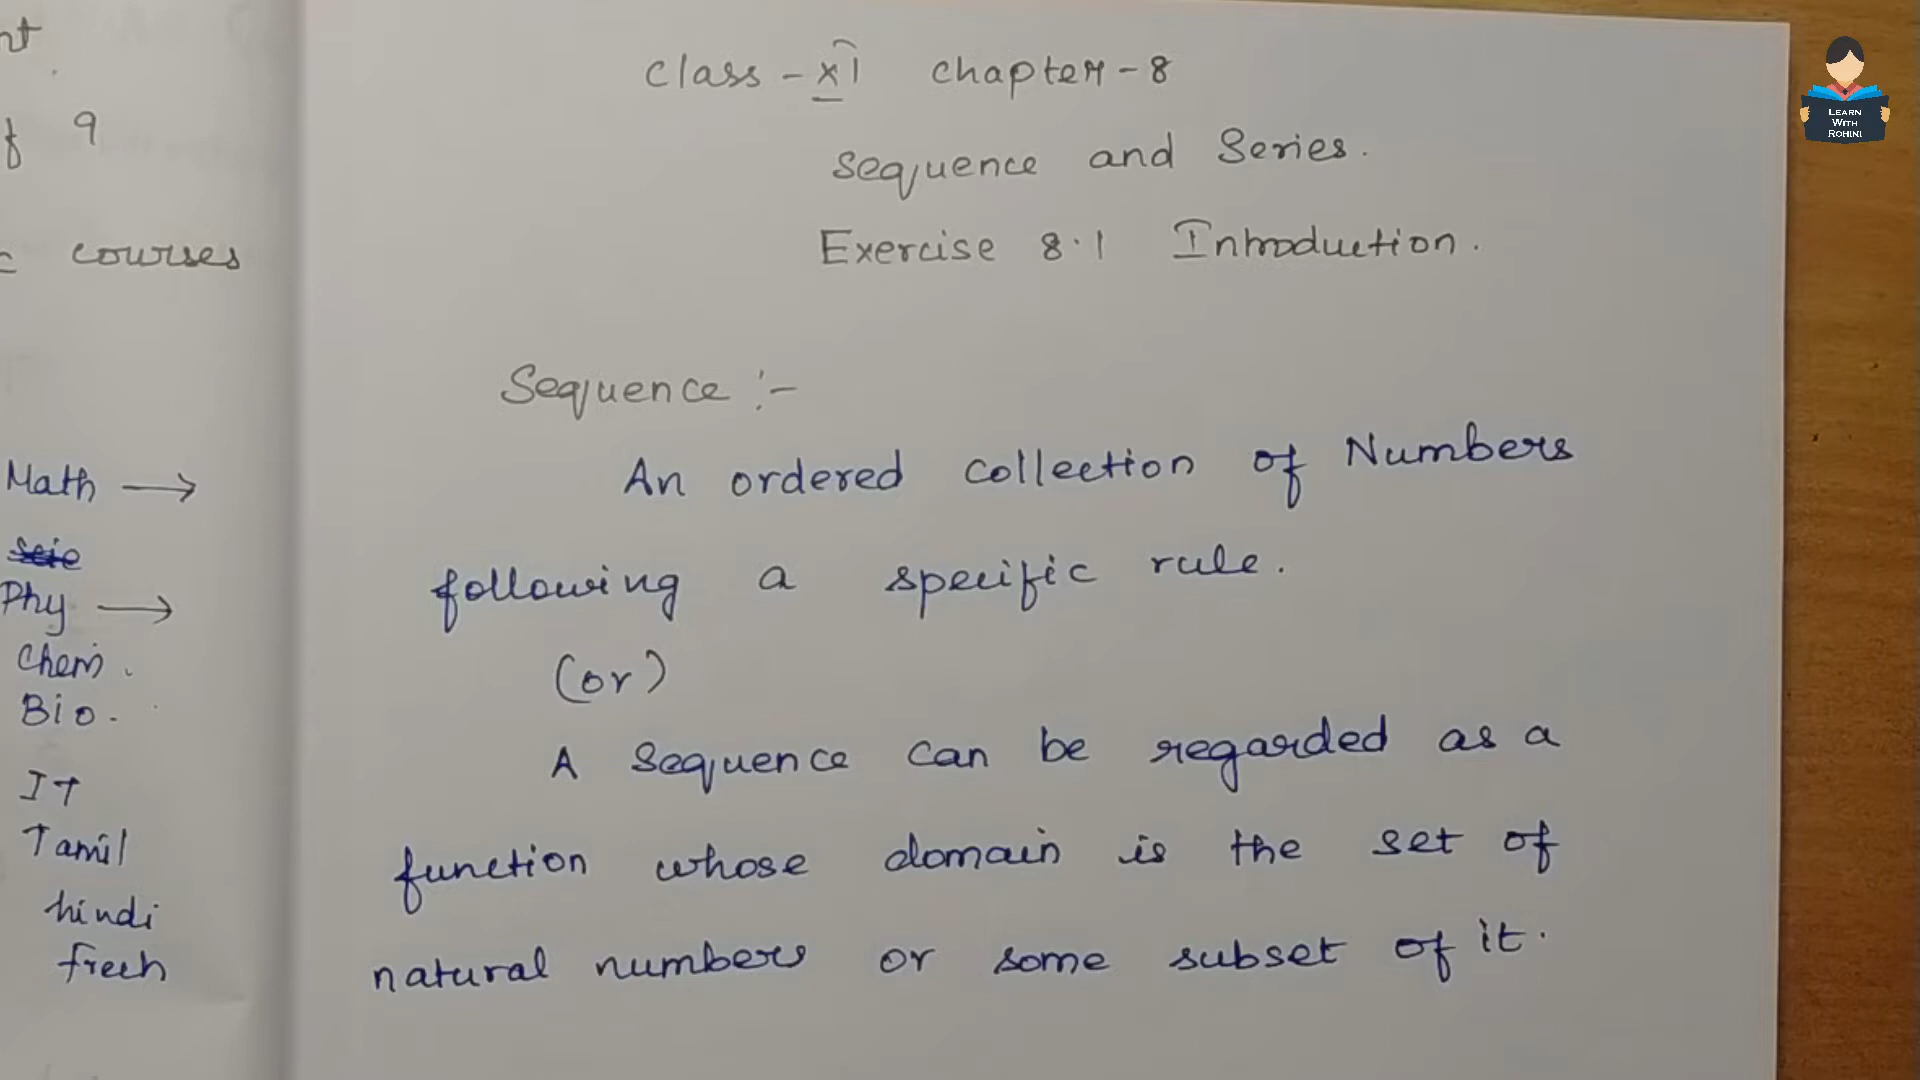 f 9
courses
Math →
Phy →
Chem.
Bio.
IT
Tamil
hindi
freeh
Class - XI Chapter - 8
Sequence and Series.
Exercise 8.1 Introduction.
Sequence :-
An ordered collection of Numbers
following a specific rule.
(or)
A Sequence can be regarded as a
function whose domain is the set of
natural numbers or some subset of it.
LEARN
WITH
ROHINI